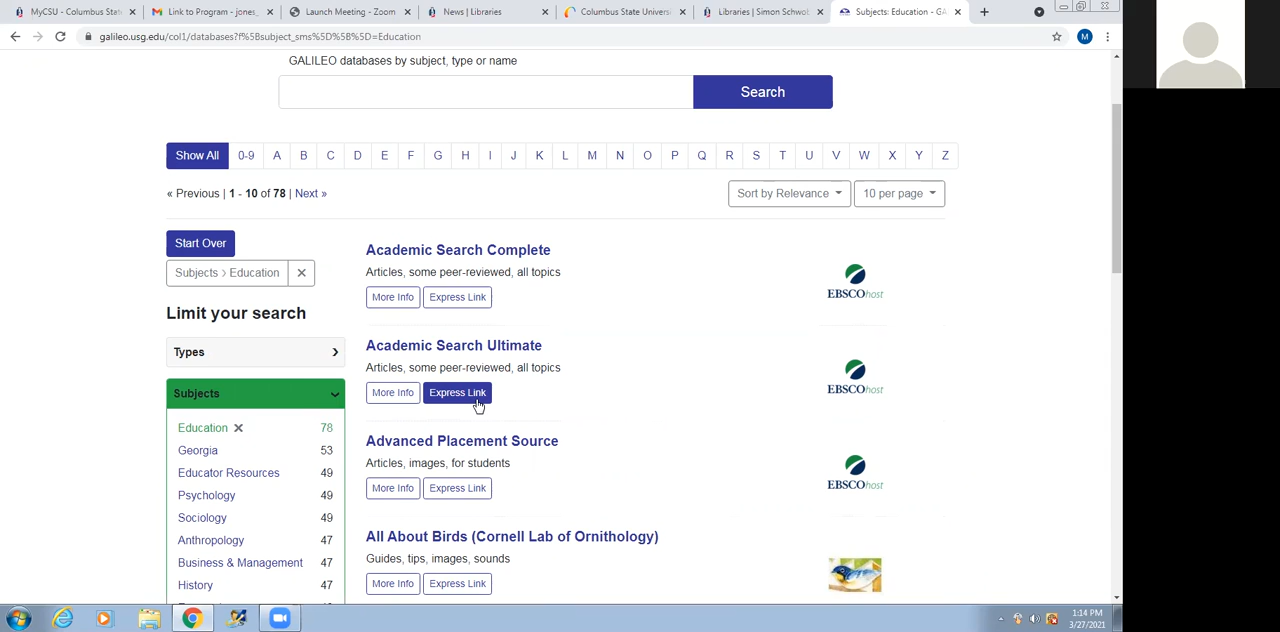 MyCSU - Columbus Stat
Link to Program - jones_
Launch Meeting - Zoom
News | Libraries
Columbus State Universi
Libraries | Simon Schwob
Subjects: Education - GA
galileo.usg.edu/col1/databases?f%5Bsubject_sms%5D%5B%5D=Education
M
GALILEO databases by subject, type or name
Search
Show All 0-9 A B C D E F G H I J K L M N O P Q R S T U V W X Y Z
« Previous | 1 - 10 of 78 | Next »
Sort by Relevance
10 per page
Start Over
Subjects > Education
Limit your search
Types
Subjects
Education 78
Georgia 53
Educator Resources 49
Psychology 49
Sociology 49
Anthropology 47
Business & Management 47
History 47
Academic Search Complete
Articles, some peer-reviewed, all topics
More Info Express Link
EBSCOhost
Academic Search Ultimate
Articles, some peer-reviewed, all topics
More Info Express Link
EBSCOhost
Advanced Placement Source
Articles, images, for students
More Info Express Link
EBSCOhost
All About Birds (Cornell Lab of Ornithology)
Guides, tips, images, sounds
More Info Express Link
1:14 PM
3/27/2021